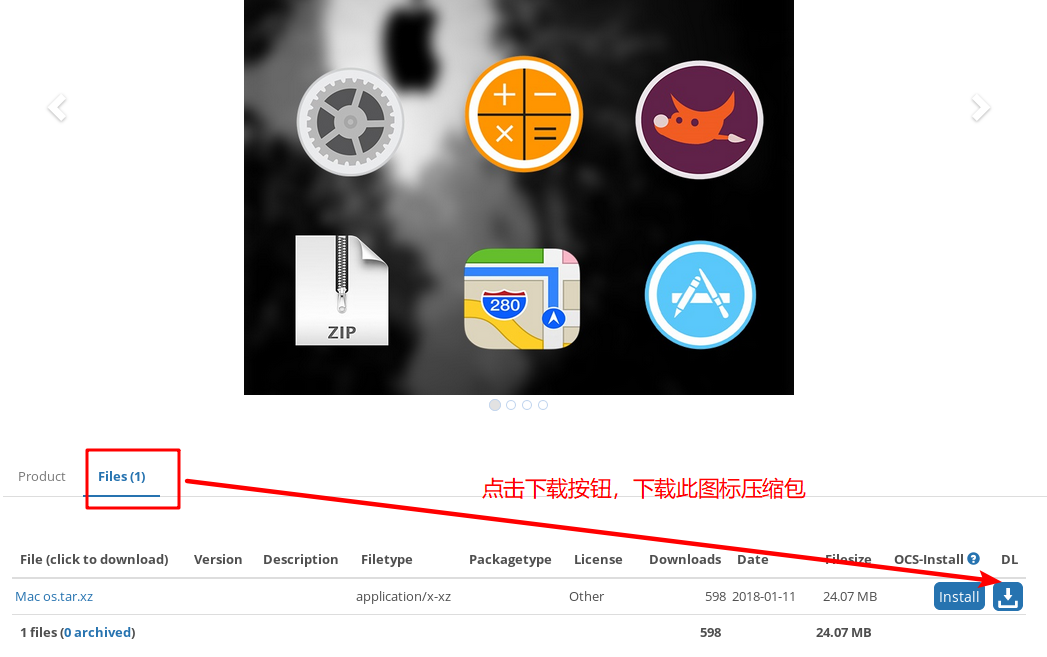 ZIP
280
Product
Files (1)
点击下载按钮，下载此图标压缩包
File (click to download) Version Description Filetype Packagetype License Downloads Date Filesize OCS-Install ? DL
Mac os.tar.xz application/x-xz Other 598 2018-01-11 24.07 MB Install
1 files (0 archived) 598 24.07 MB